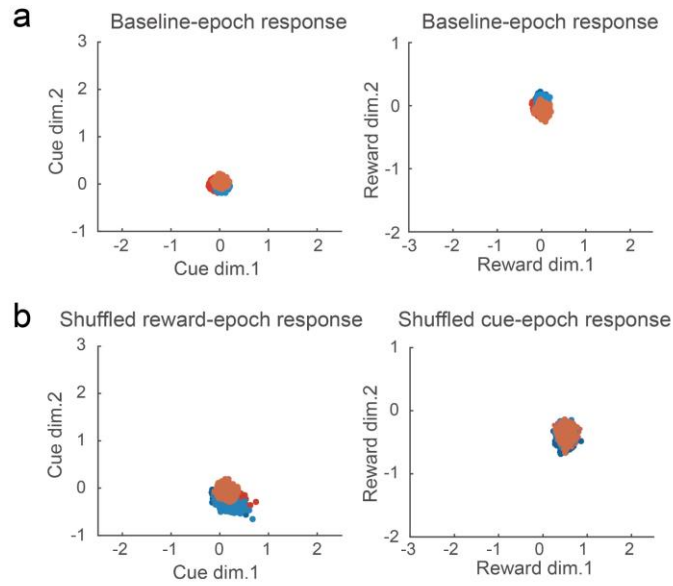 a
Baseline-epoch response
Baseline-epoch response
3
2
1
0
-1
Cue dim.2
-2 -1 0 1 2
Cue dim.1
1
0
-1
-2
Reward dim.2
-3 -2 -1 0 1 2
Reward dim.1
b
Shuffled reward-epoch response
Shuffled cue-epoch response
3
2
1
0
-1
Cue dim.2
-2 -1 0 1 2
Cue dim.1
1
0
-1
-2
Reward dim.2
-3 -2 -1 0 1 2
Reward dim.1